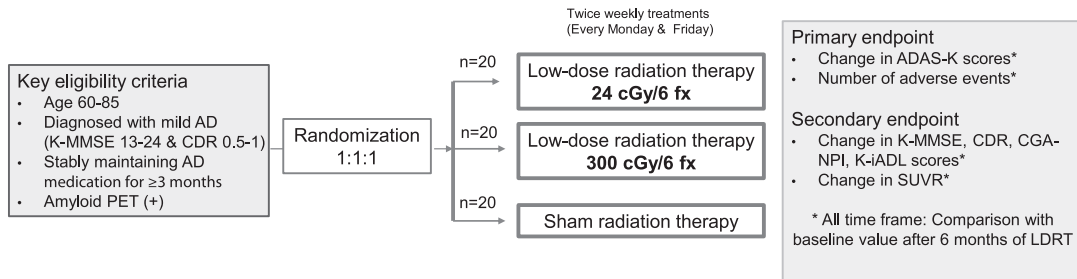 Key eligibility criteria
• Age 60-85
• Diagnosed with mild AD
(K-MMSE 13-24 & CDR 0.5-1)
• Stably maintaining AD
medication for ≥3 months
• Amyloid PET (+)
Randomization
1:1:1
Twice weekly treatments
(Every Monday & Friday)
n=20
Low-dose radiation therapy
24 cGy/6 fx
n=20
Low-dose radiation therapy
300 cGy/6 fx
n=20
Sham radiation therapy
Primary endpoint
• Change in ADAS-K scores*
• Number of adverse events*
Secondary endpoint
• Change in K-MMSE, CDR, CGA-
NPI, K-iADL scores*
• Change in SUVR*
* All time frame: Comparison with
baseline value after 6 months of LDRT